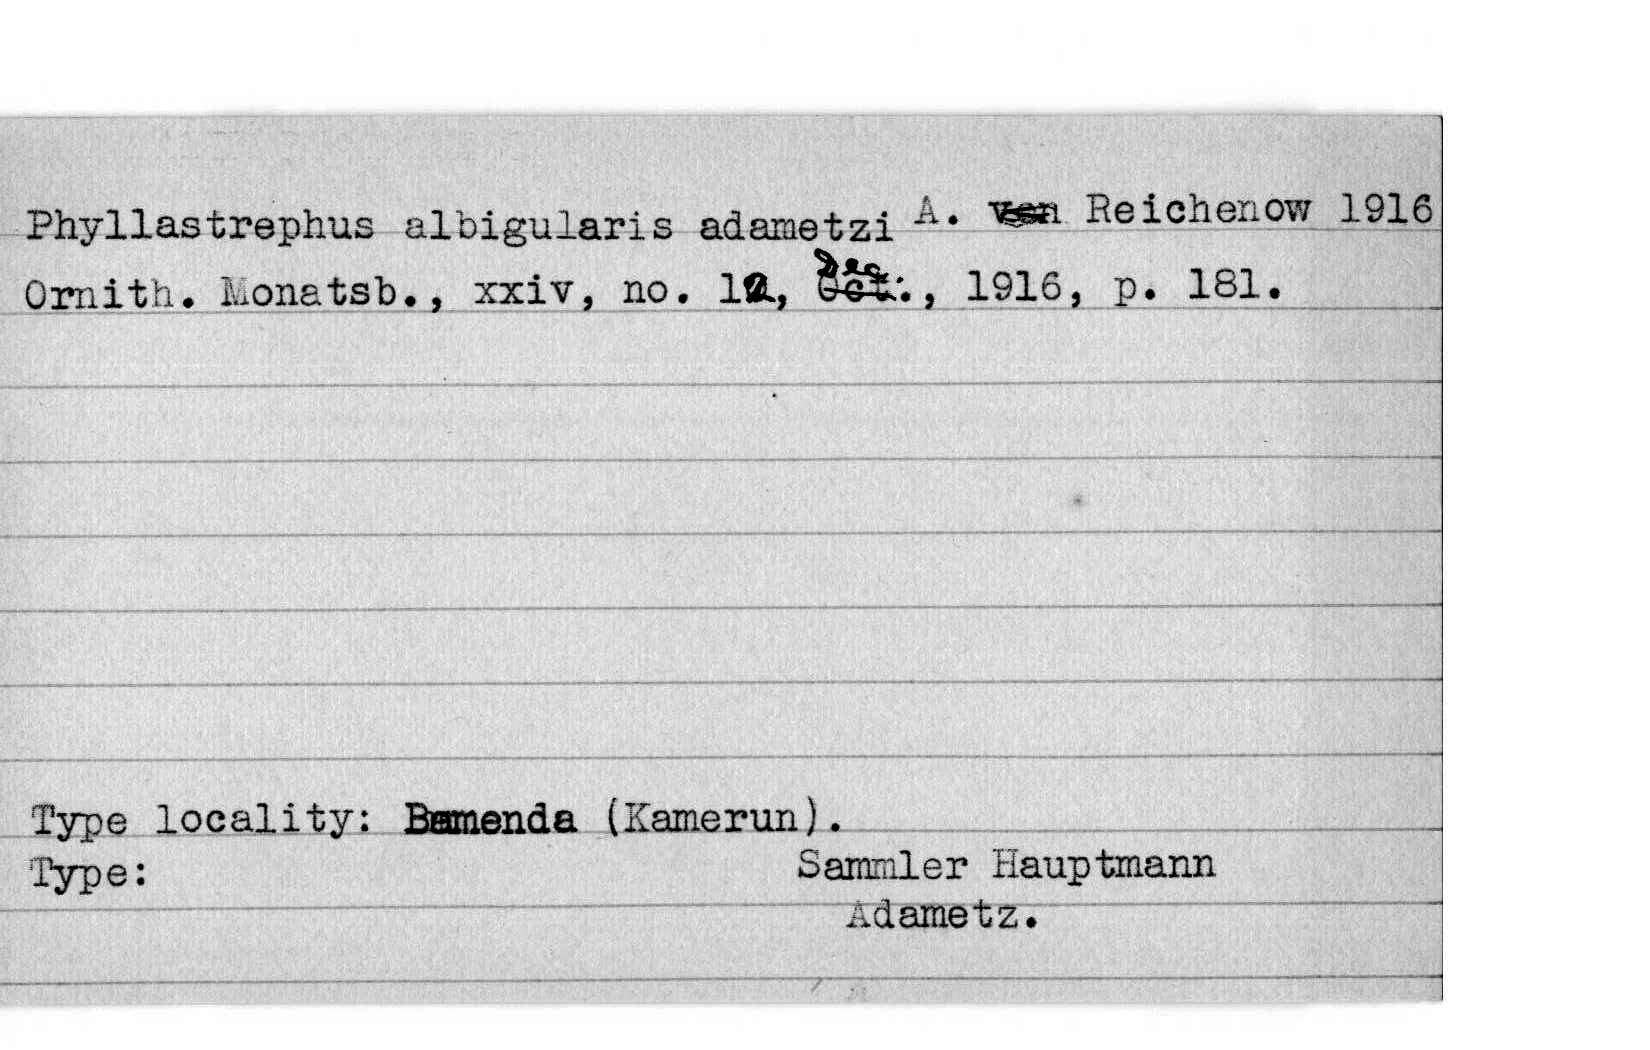 Phyllastrephus albigularis adametzi A. von Reichenow 1916
Ornith. Monatsb., xxiv, no. 12, Oct. Dec., 1916, p. 181.
Type locality: Bamenda (Kamerun).
Type: Sammler Hauptmann
Adametz.